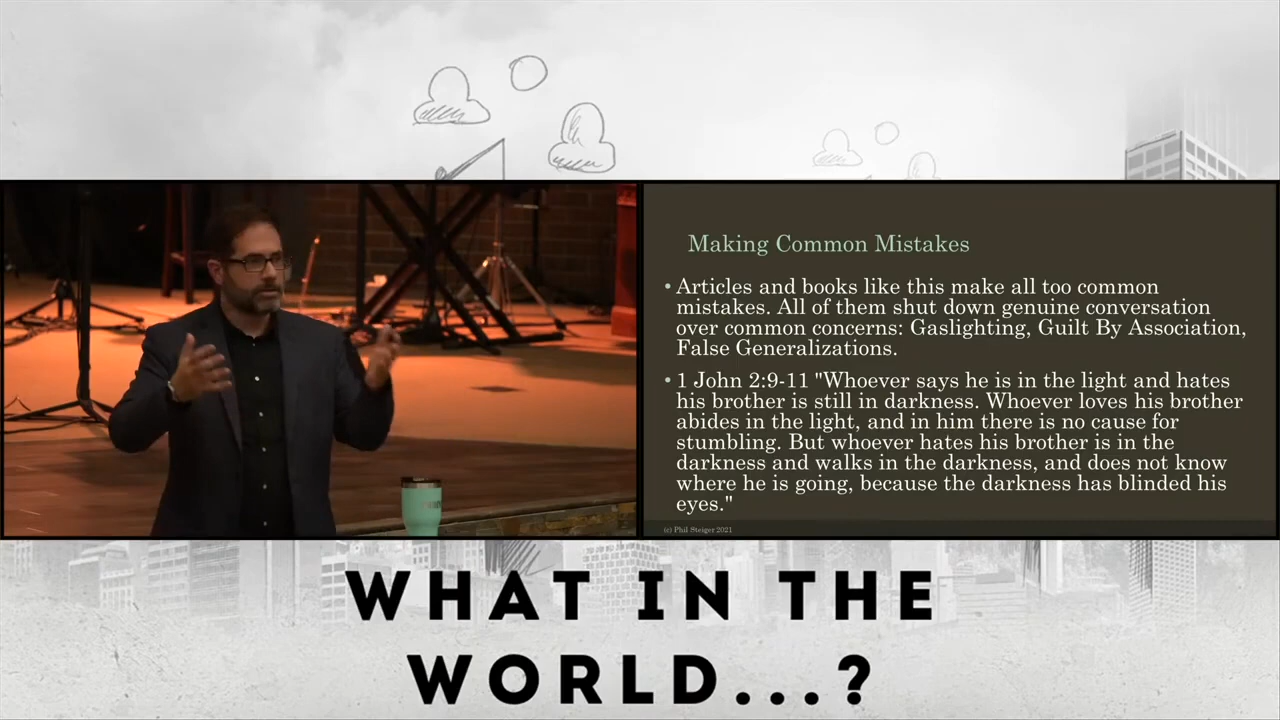 Making Common Mistakes
• Articles and books like this make all too common
mistakes. All of them shut down genuine conversation
over common concerns: Gaslighting, Guilt By Association,
False Generalizations.
• 1 John 2:9-11 "Whoever says he is in the light and hates
his brother is still in darkness. Whoever loves his brother
abides in the light, and in him there is no cause for
stumbling. But whoever hates his brother is in the
darkness and walks in the darkness, and does not know
where he is going, because the darkness has blinded his
eyes."
(c) Phil Steiger 2021
WHAT IN THE
WORLD...?